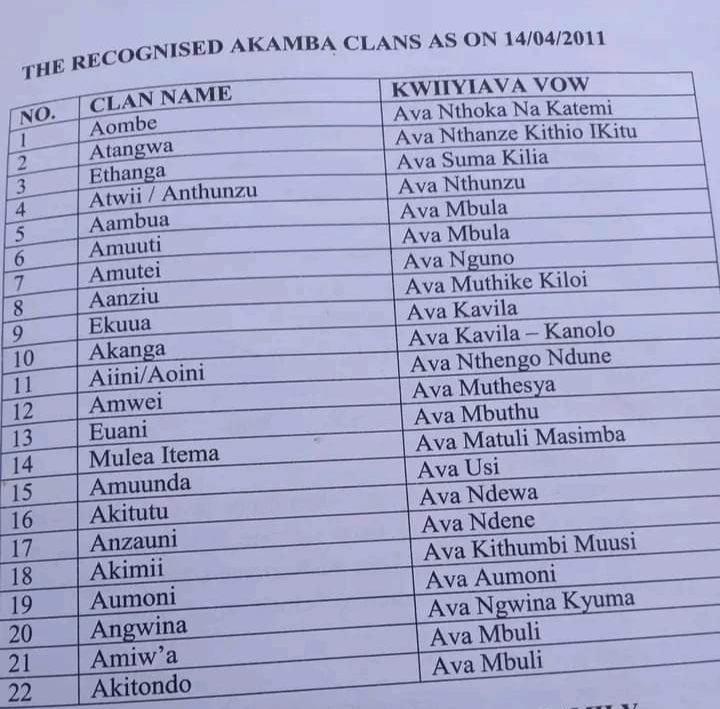 THE RECOGNISED AKAMBA CLANS AS ON 14/04/2011
NO. CLAN NAME KWIIYIAVA VOW
1 Aombe Ava Nthoka Na Katemi
2 Atangwa Ava Nthanze Kithio IKitu
3 Ethanga Ava Suma Kilia
4 Atwii / Anthunzu Ava Nthunzu
5 Aambua Ava Mbula
6 Amuuti Ava Mbula
7 Amutei Ava Nguno
8 Aanziu Ava Muthike Kiloi
9 Ekuua Ava Kavila
10 Akanga Ava Kavila – Kanolo
11 Aiini/Aoini Ava Nthengo Ndune
12 Amwei Ava Muthesya
13 Euani Ava Mbuthu
14 Mulea Itema Ava Matuli Masimba
15 Amuunda Ava Usi
16 Akitutu Ava Ndewa
17 Anzauni Ava Ndene
18 Akimii Ava Kithumbi Muusi
19 Aumoni Ava Aumoni
20 Angwina Ava Ngwina Kyuma
21 Amiw’a Ava Mbuli
22 Akitondo Ava Mbuli